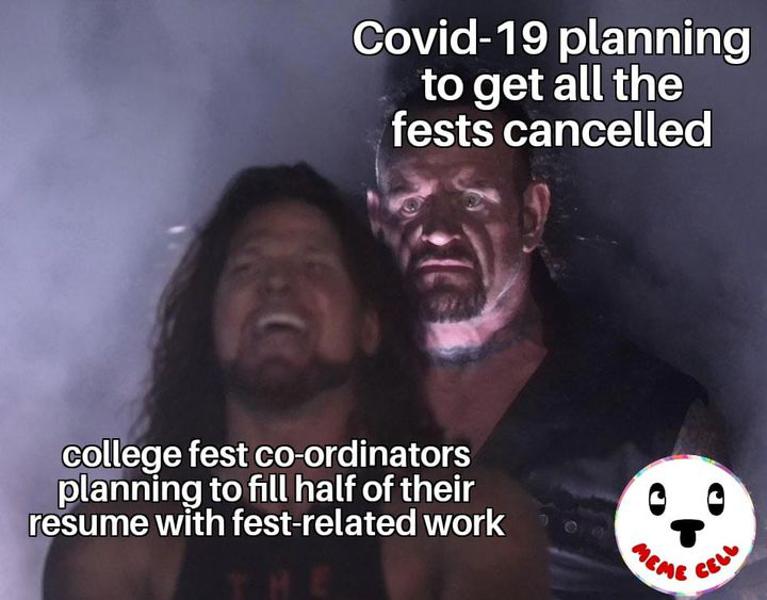 Covid-19 planning
to get all the
fests cancelled
college fest co-ordinators
planning to fill half of their
resume with fest-related work
THE
MEME CELL